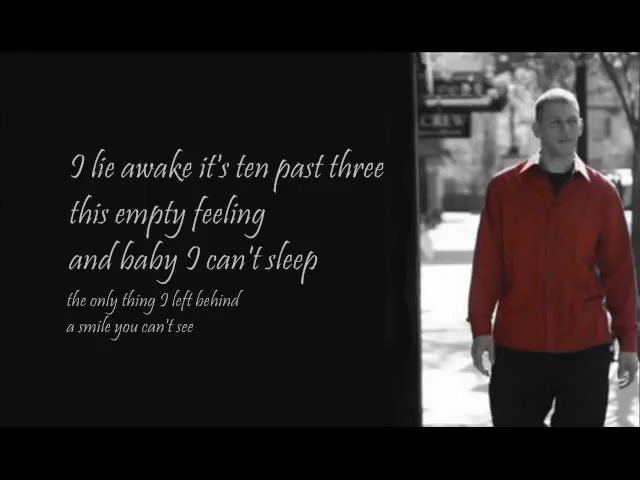 I lie awake it's ten past three
this empty feeling
and baby I can't sleep
the only thing I left behind
a smile you can't see
CREW